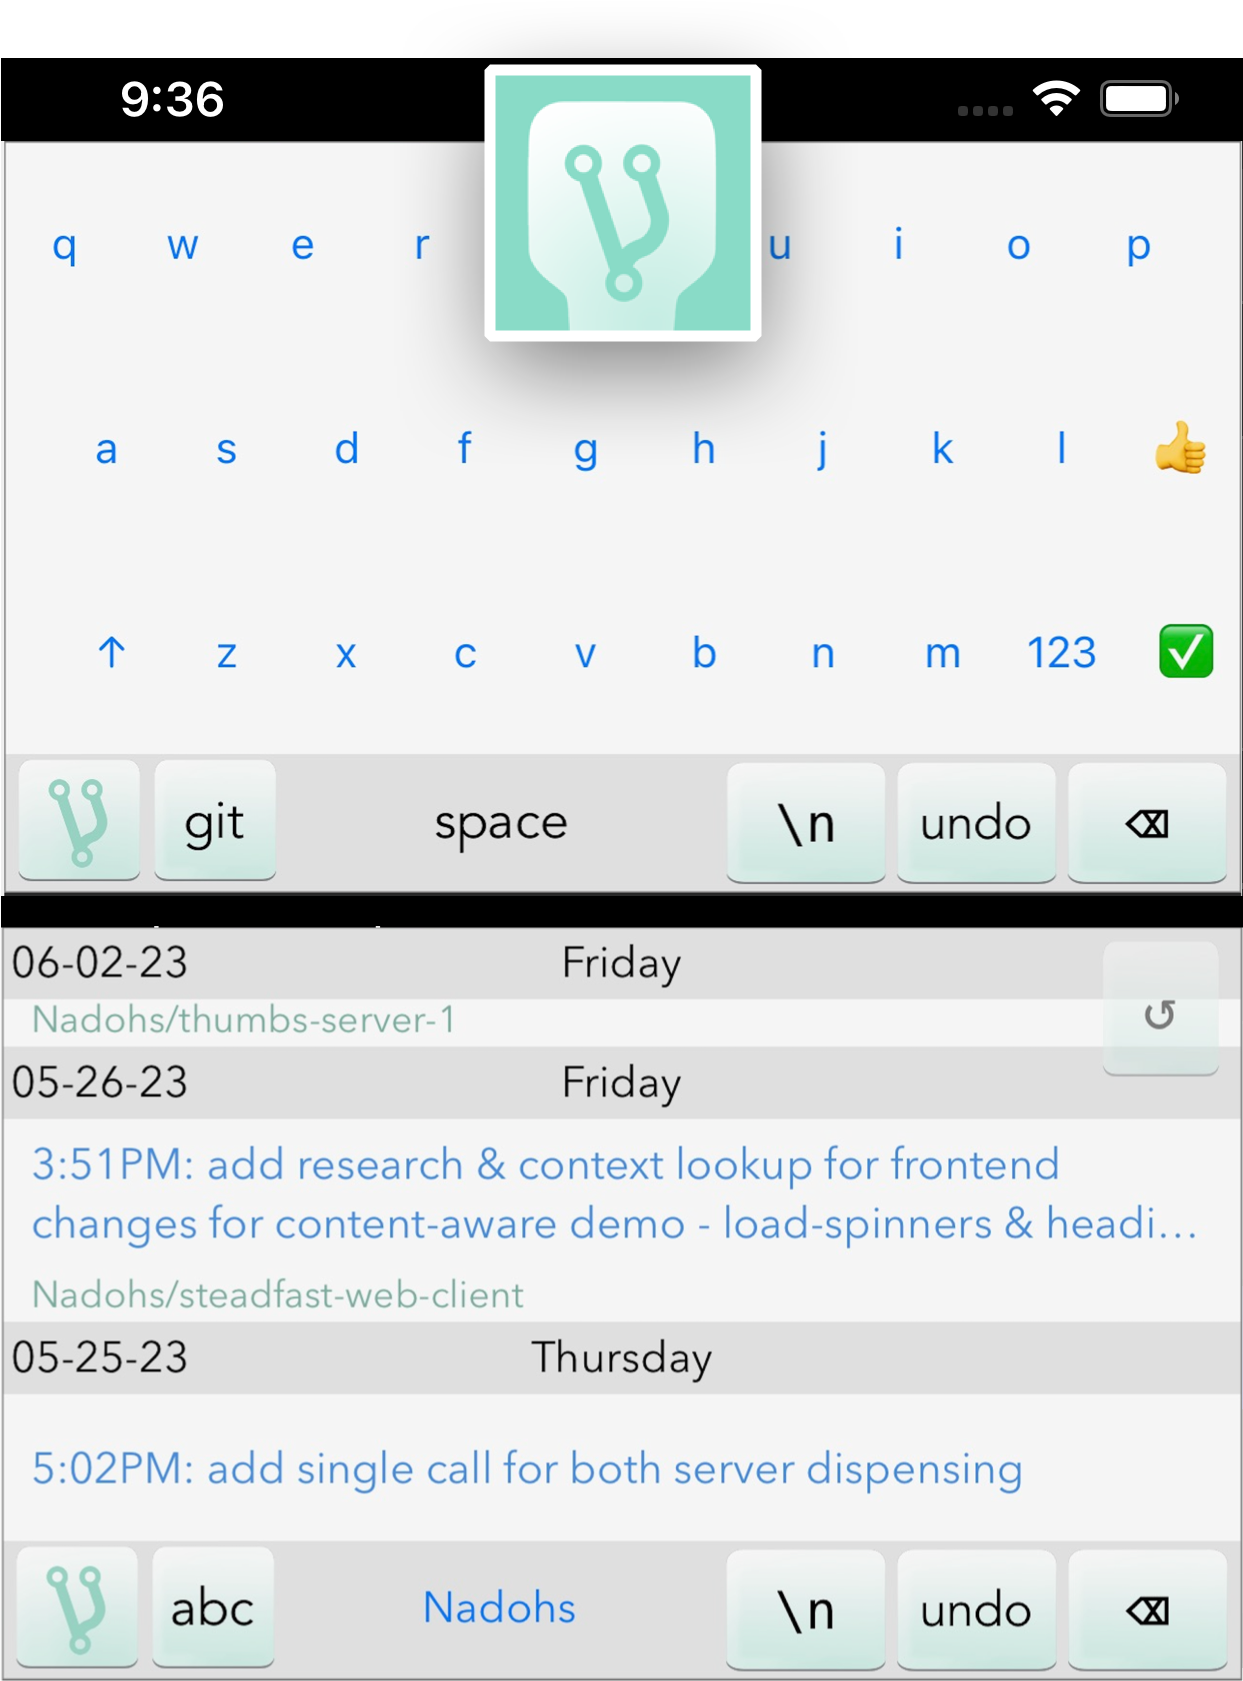 9:36
q w e r u i o p
a s d f g h j k l 👍
↑ z x c v b n m 123 ✅
git space \n undo ⌫
06-02-23 Friday
Nadohs/thumbs-server-1
↺
05-26-23 Friday
3:51PM: add research & context lookup for frontend
changes for content-aware demo - load-spinners & headi...
Nadohs/steadfast-web-client
05-25-23 Thursday
5:02PM: add single call for both server dispensing
abc Nadohs \n undo ⌫